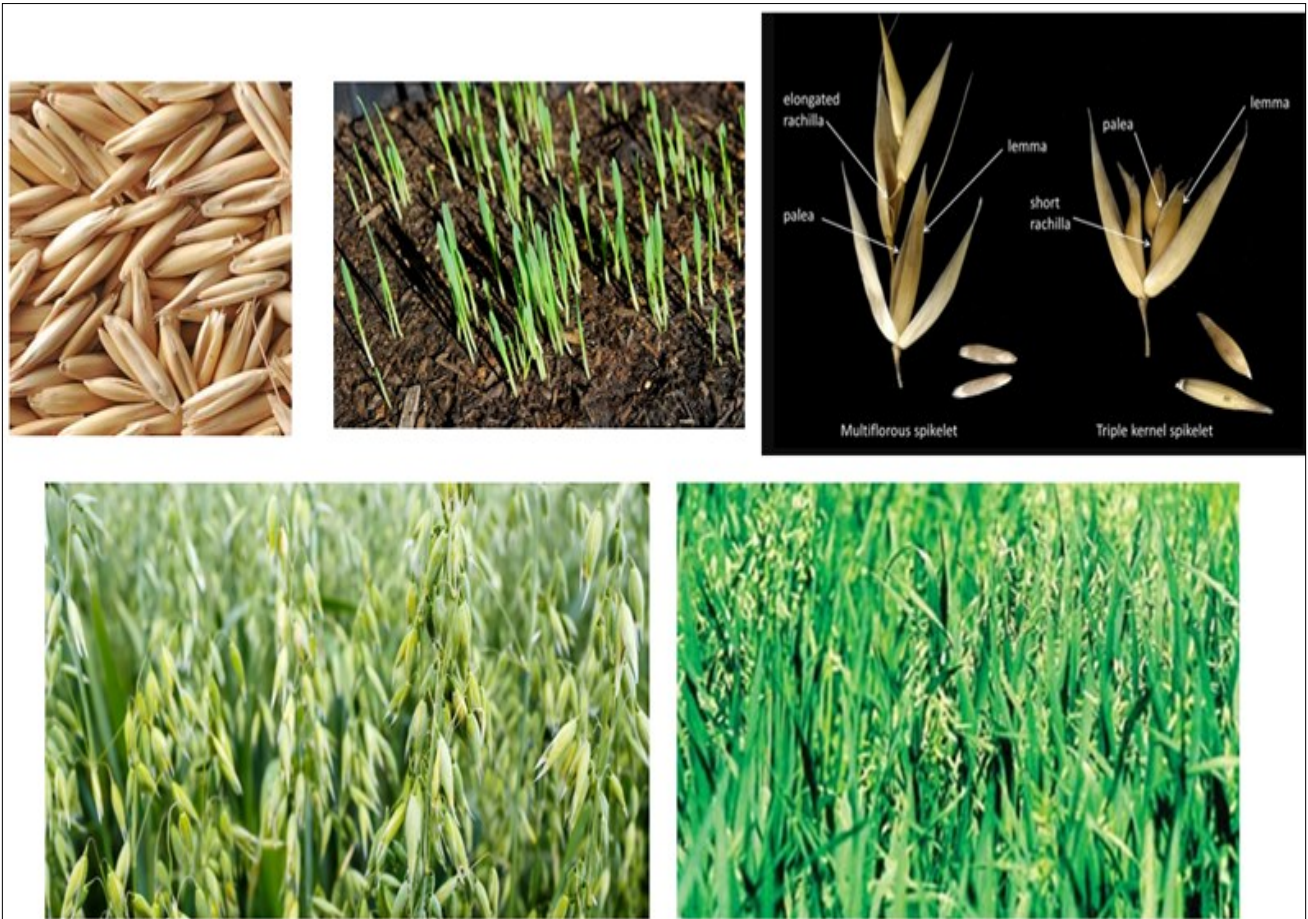 elongated
rachilla
lemma
palea
Multiflorous spikelet
palea
lemma
short
rachilla
Triple kernel spikelet